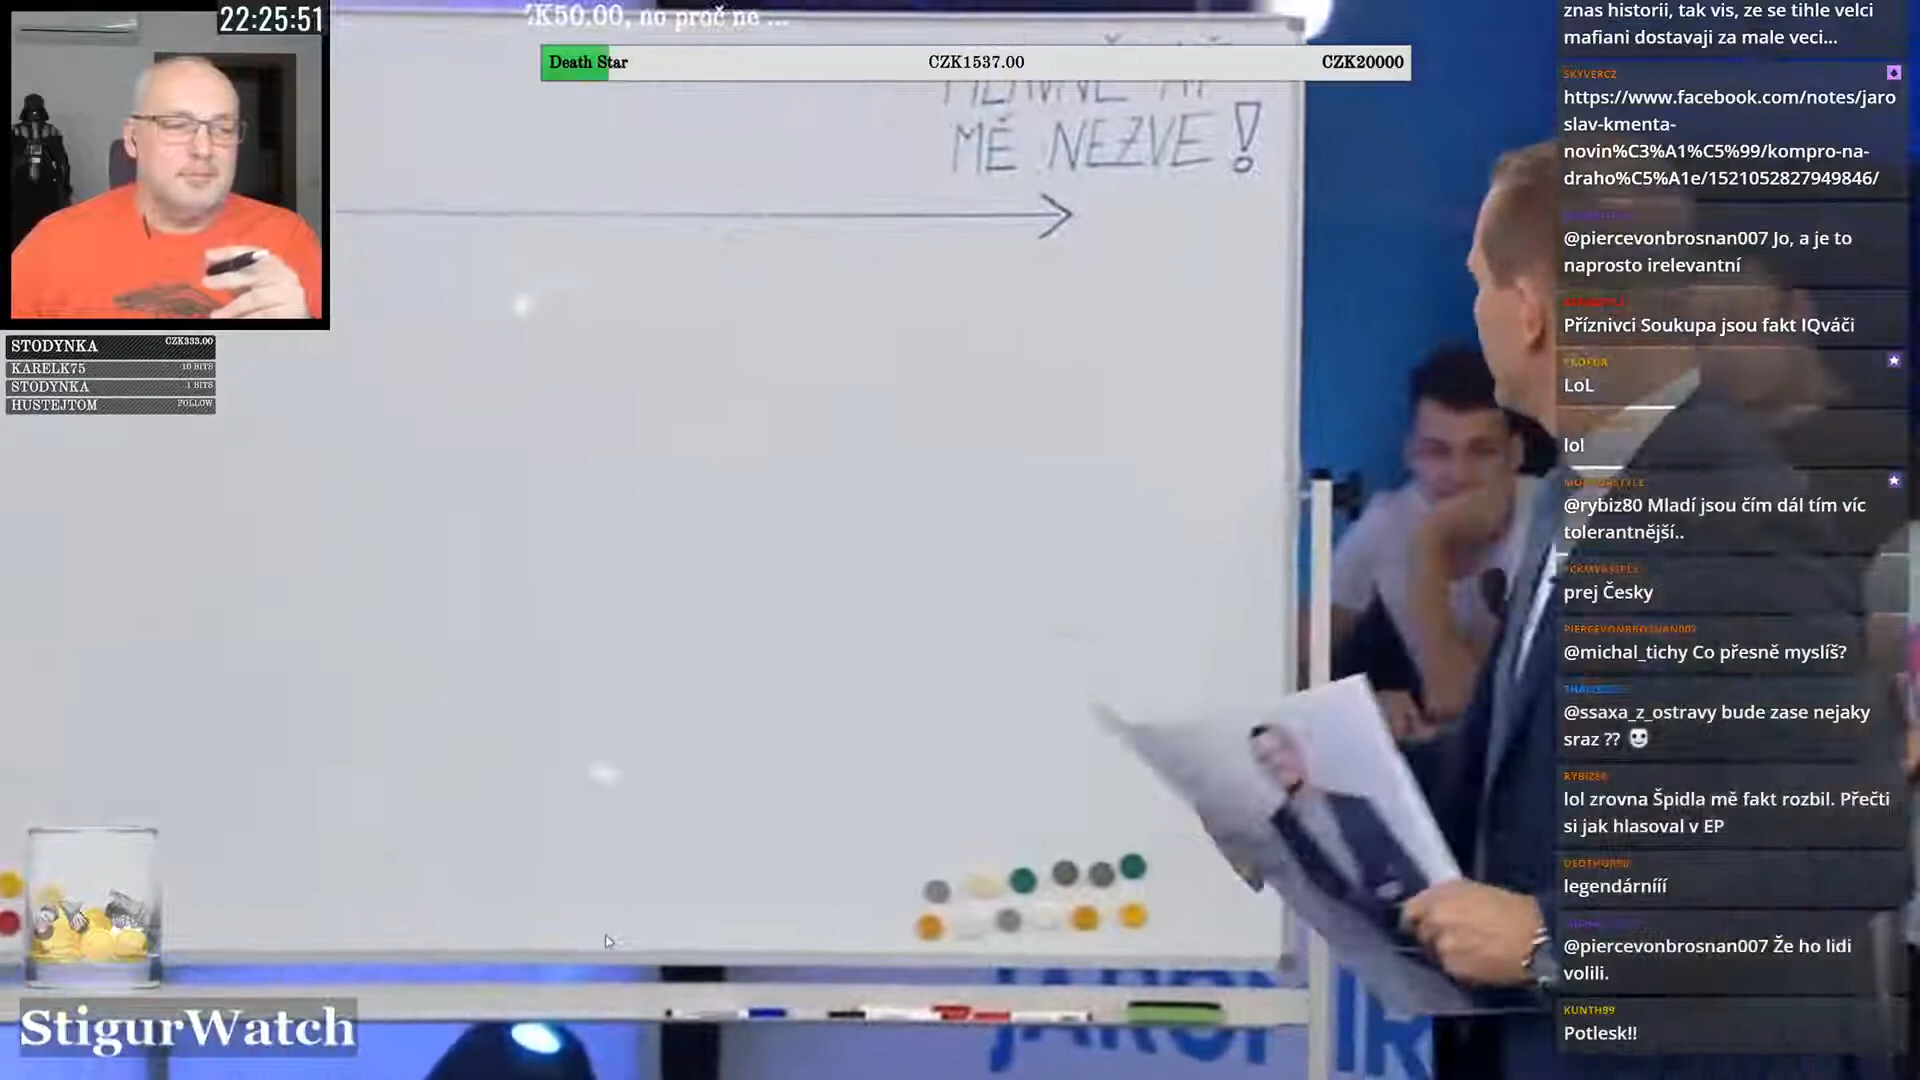 22:25:51
K50.00, no proč ne ...
Death Star CZK1537.00 CZK20000
MĚ NEZVE!
STODYNKA CZK333.00
KARELK75 10 BITS
STODYNKA 1 BITS
HUSTEJTOM FOLLOW
StigurWatch
znas historii, tak vis, ze se tihle velci
mafiani dostavaji za male veci...
SKYVERCZ
https://www.facebook.com/notes/jaro
slav-kmenta-
novin%C3%A1%C5%99/kompro-na-
draho%C5%A1e/1521052827949846/
@piercevonbrosnan007 Jo, a je to
naprosto irelevantní
Příznivci Soukupa jsou fakt IQváči
LoL
lol
@rybiz80 Mladí jsou čím dál tím víc
tolerantnější..
prej Česky
PIERCEVONBROSNAN007
@michal_tichy Co přesně myslíš?
@ssaxa_z_ostravy bude zase nejaky
sraz ??
RYBIZ80
lol zrovna Špidla mě fakt rozbil. Přečti
si jak hlasoval v EP
legendárnííí
@piercevonbrosnan007 Že ho lidi
volili.
KUNTH99
Potlesk!!